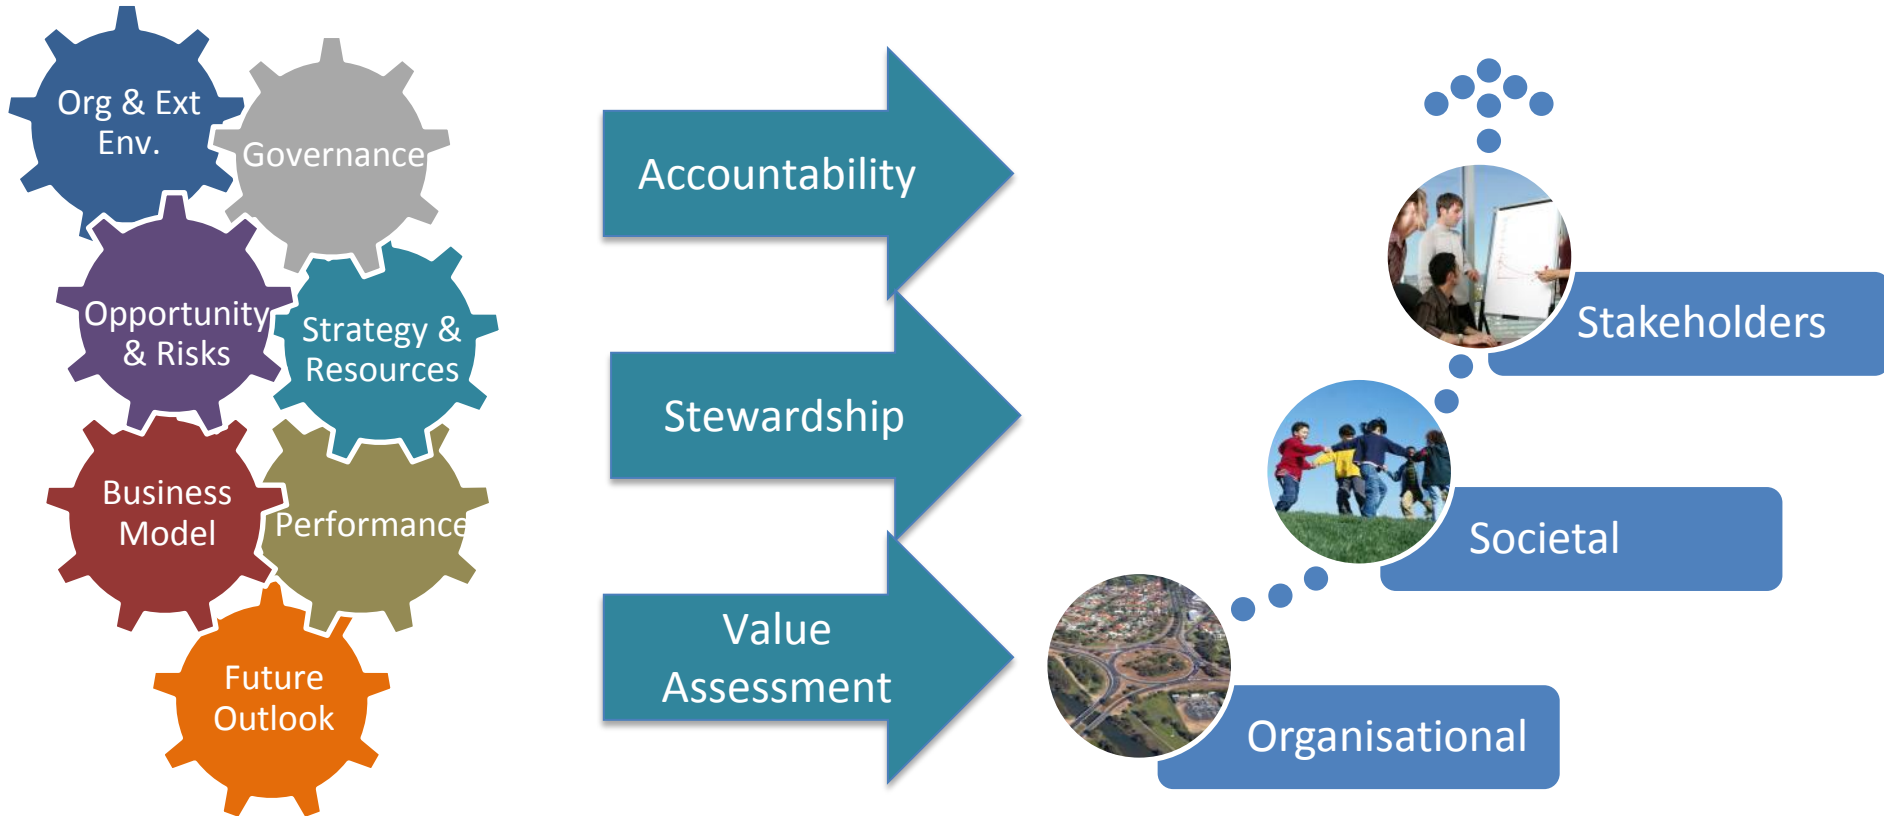 Org & Ext
Env.
Governance
Opportunity
& Risks
Strategy &
Resources
Business
Model
Performance
Future
Outlook
Accountability
Stewardship
Value
Assessment
Stakeholders
Societal
Organisational